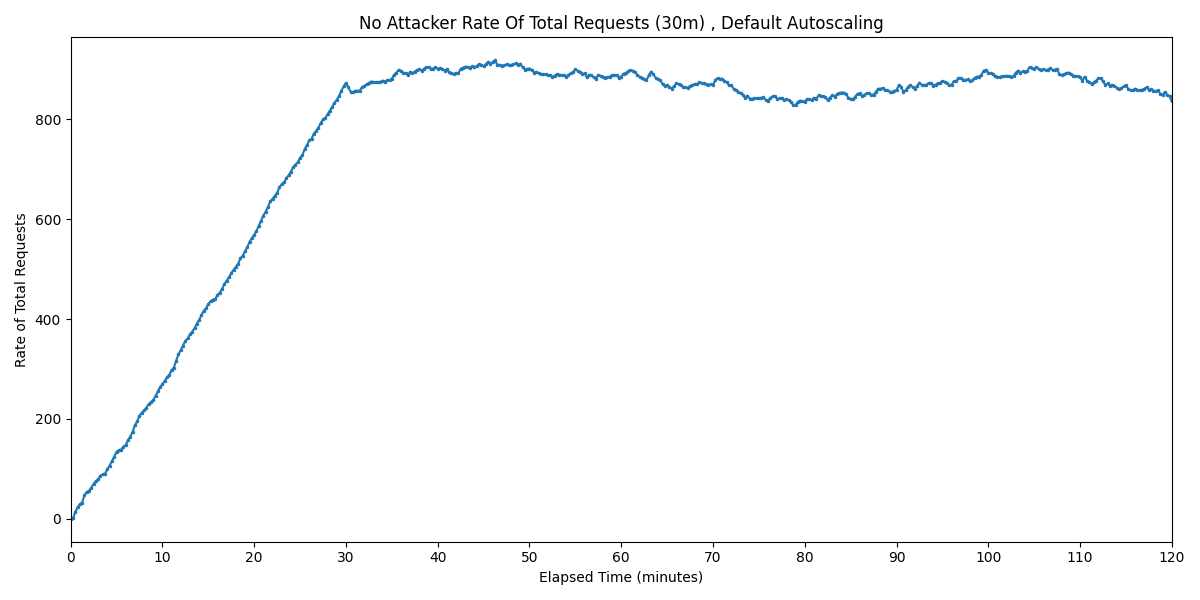 No Attacker Rate Of Total Requests (30m) , Default Autoscaling
Rate of Total Requests
800
600
400
200
0
0 10 20 30 40 50 60 70 80 90 100 110 120
Elapsed Time (minutes)